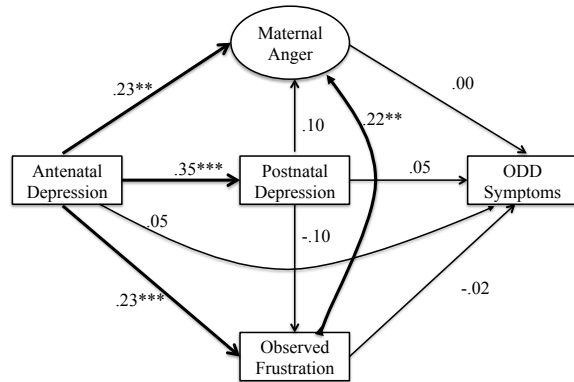 Maternal
Anger
.23**
.00
.22**
.10
Antenatal
Depression
.35***
Postnatal
Depression
.05
ODD
Symptoms
.05
-.10
.23***
-.02
Observed
Frustration